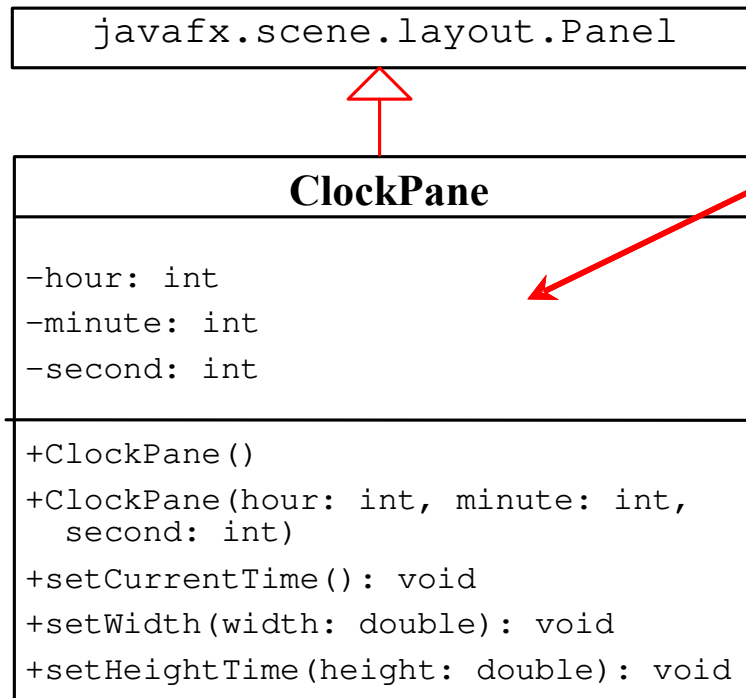 javafx.scene.layout.Panel
ClockPane
-hour: int
-minute: int
-second: int
+ClockPane()
+ClockPane(hour: int, minute: int,
second: int)
+setCurrentTime(): void
+setWidth(width: double): void
+setHeightTime(height: double): void